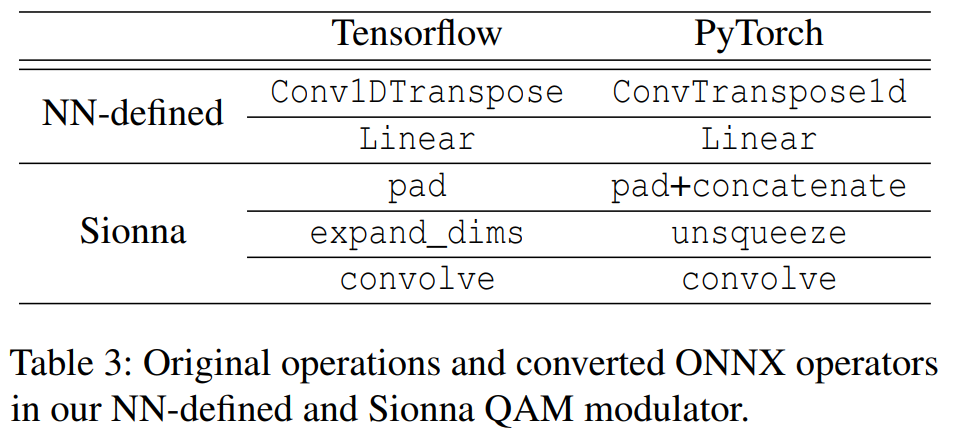 Tensorflow PyTorch
NN-defined Conv1DTranspose ConvTranspose1d
Linear Linear
Sionna pad pad+concatenate
expand_dims unsqueeze
convolve convolve
Table 3: Original operations and converted ONNX operators
in our NN-defined and Sionna QAM modulator.